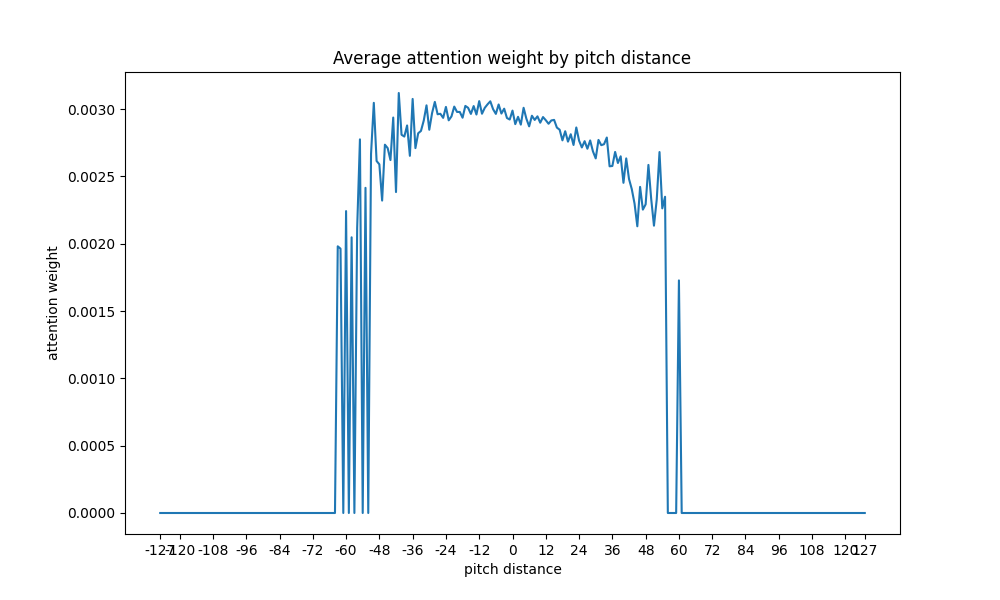 Average attention weight by pitch distance
0.0030
0.0025
0.0020
0.0015
0.0010
0.0005
0.0000
attention weight
-127 -120 -108 -96 -84 -72 -60 -48 -36 -24 -12 0 12 24 36 48 60 72 84 96 108 120 127
pitch distance